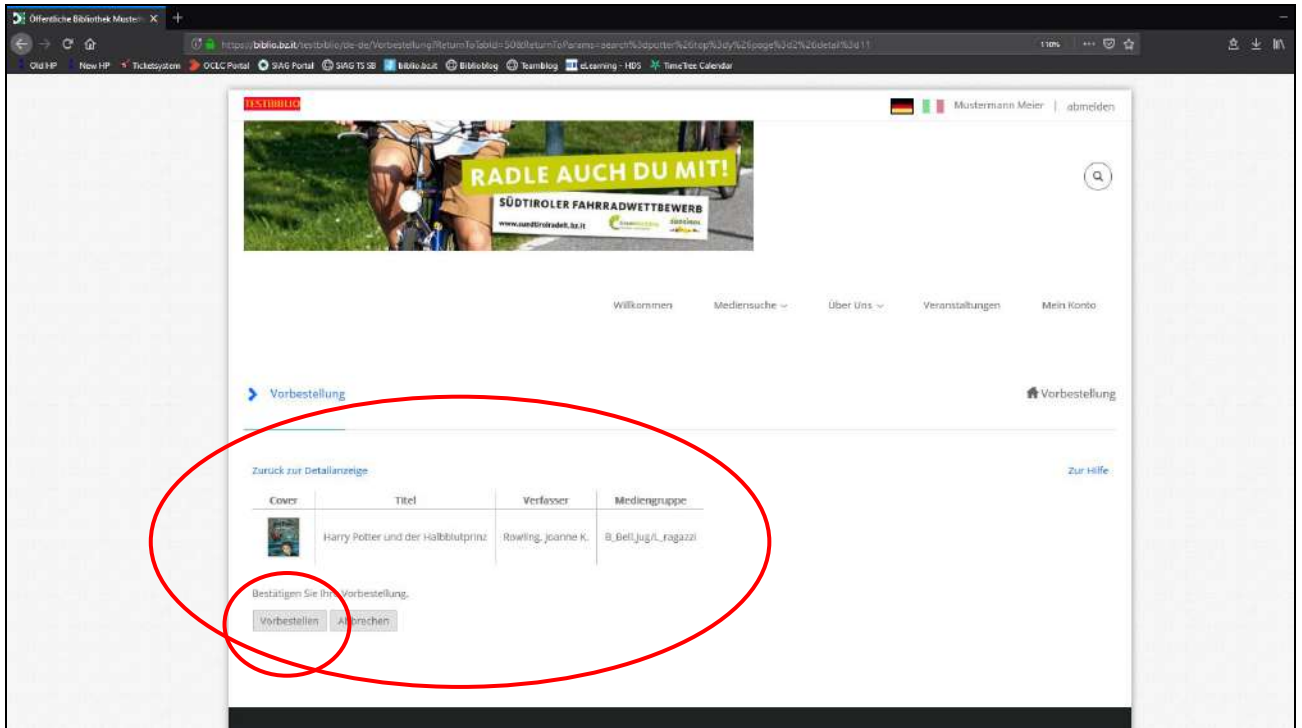 Öffentliche Bibliothek Muster
https://biblio.bz.it/testbiblio/de-de/Vorbestellung?ReturnToTabId=50&ReturnToParams=search%3dputter%26top%3dy%26page%3d2%26detail%3d11
110%
Old HP New HP Ticketsystem OCLC Portal SIAG Portal SIAG TS SB biblio.bz.it Biblioblog Teamblog eLearning - HDS TimeTree Calendar
TESTBIBLIO Mustermann Meier | abmelden
RADLE AUCH DU MIT!
SÜDTIROLER FAHRRADWETTBEWERB
www.suedtirolradelt.bz.it
Willkommen Mediensuche Über Uns Veranstaltungen Mein Konto
Vorbestellung Vorbestellung
Zurück zur Detailanzeige Zur Hilfe
Cover Titel Verfasser Mediengruppe
Harry Potter und der Halbblutprinz Rowling, Joanne K. B_Bell.Jug/L_ragazzi
Bestätigen Sie Ihre Vorbestellung.
Vorbestellen Abbrechen